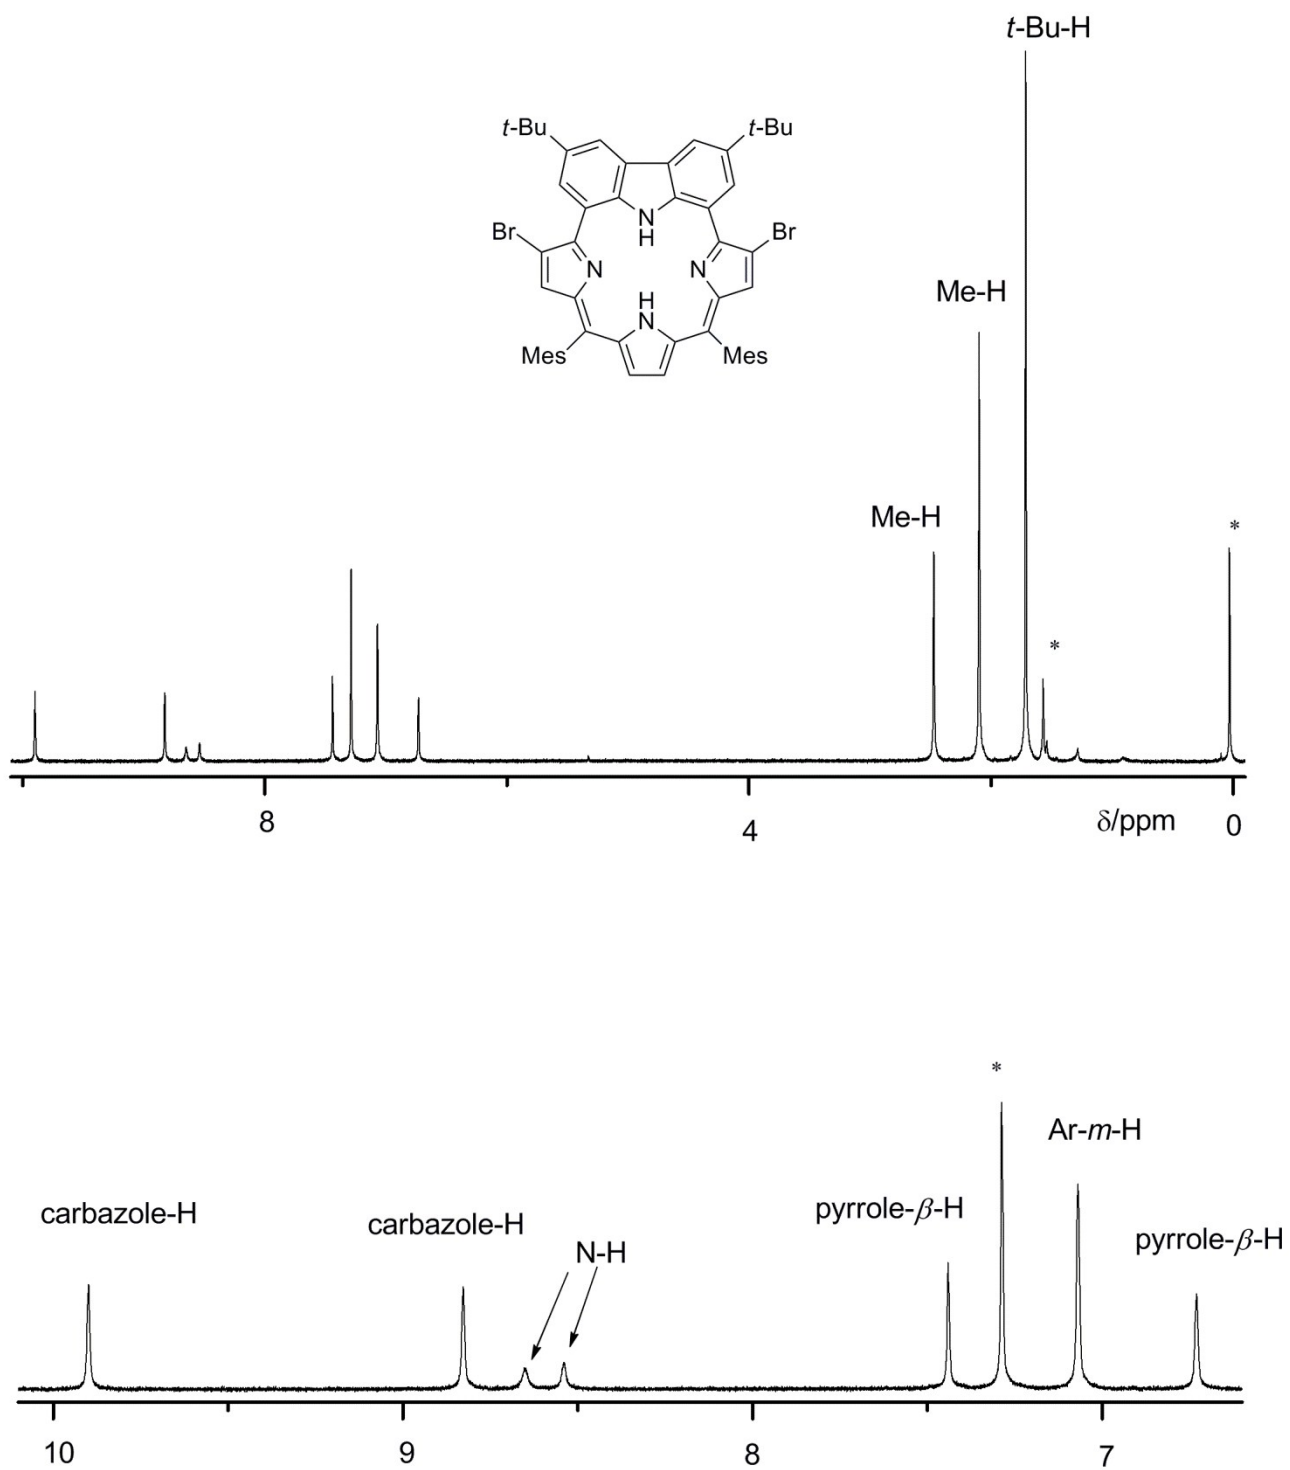 t-Bu-H
t-Bu
t-Bu
N
H
Br
Br
N
N
H
N
Mes
Mes
Me-H
Me-H
*
*
8
4
δ/ppm
0
*
Ar-m-H
carbazole-H
carbazole-H
N-H
pyrrole-β-H
pyrrole-β-H
10
9
8
7